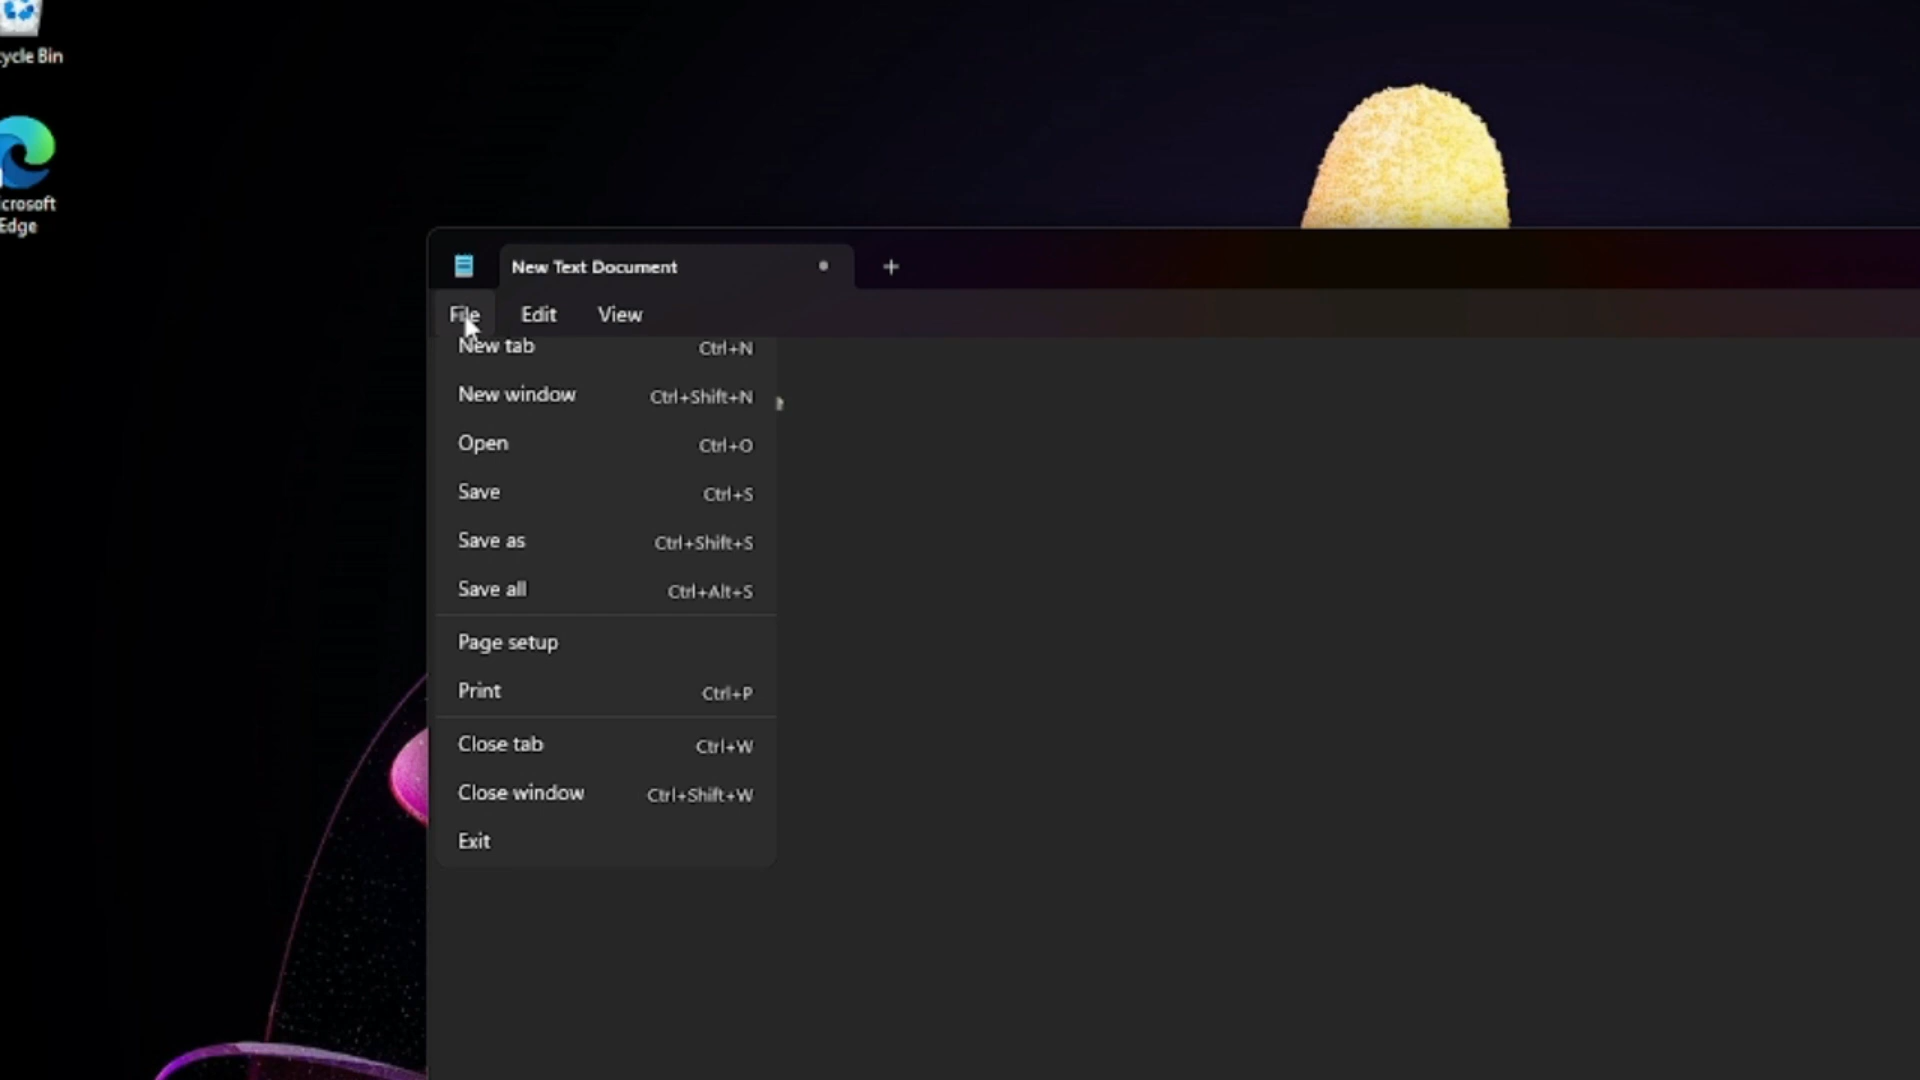 cycle Bin
icrosoft
Edge
New Text Document
File Edit View
New tab Ctrl+N
New window Ctrl+Shift+N
Open Ctrl+O
Save Ctrl+S
Save as Ctrl+Shift+S
Save all Ctrl+Alt+S
Page setup
Print Ctrl+P
Close tab Ctrl+W
Close window Ctrl+Shift+W
Exit